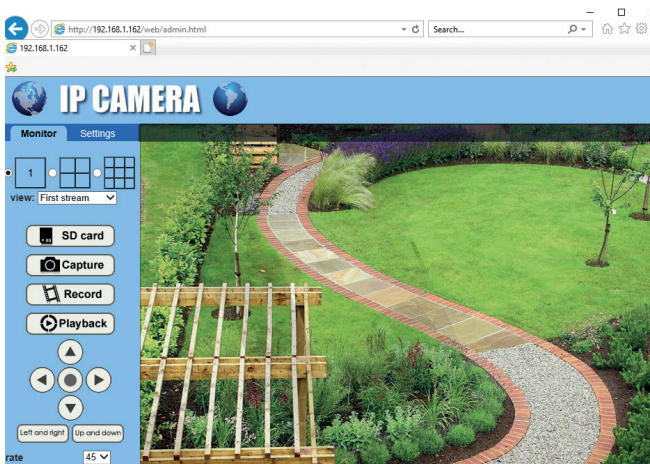 http://192.168.1.162/web/admin.html
Search...
192.168.1.162
IP CAMERA
Monitor Settings
1
view: First stream
SD card
Capture
Record
Playback
Left and right Up and down
rate 45